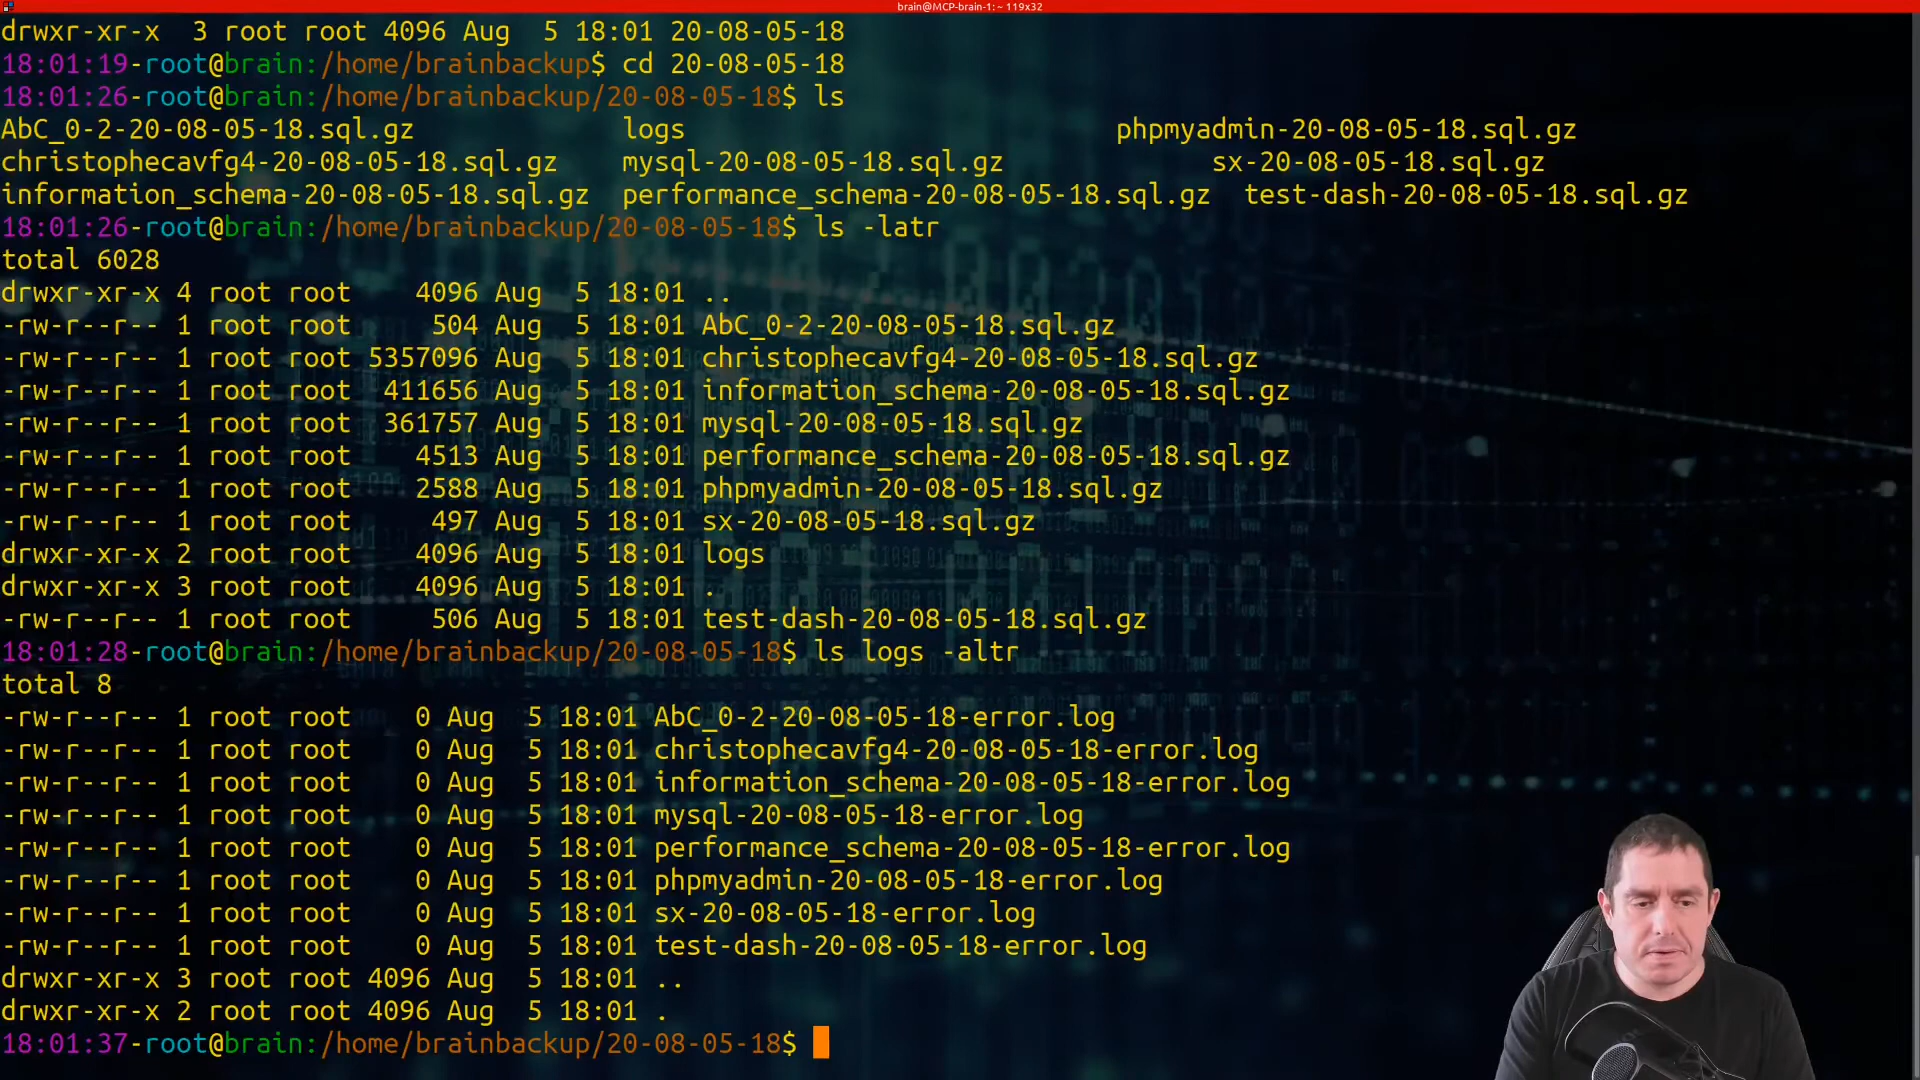 brain@MCP-brain-1: ~ 119x32
drwxr-xr-x  3 root root 4096 Aug  5 18:01 20-08-05-18
18:01:19-root@brain:/home/brainbackup$ cd 20-08-05-18
18:01:26-root@brain:/home/brainbackup/20-08-05-18$ ls
AbC_0-2-20-08-05-18.sql.gz             logs                           phpmyadmin-20-08-05-18.sql.gz
christophecavfg4-20-08-05-18.sql.gz    mysql-20-08-05-18.sql.gz             sx-20-08-05-18.sql.gz
information_schema-20-08-05-18.sql.gz  performance_schema-20-08-05-18.sql.gz  test-dash-20-08-05-18.sql.gz
18:01:26-root@brain:/home/brainbackup/20-08-05-18$ ls -latr
total 6028
drwxr-xr-x 4 root root    4096 Aug  5 18:01 ..
-rw-r--r-- 1 root root     504 Aug  5 18:01 AbC_0-2-20-08-05-18.sql.gz
-rw-r--r-- 1 root root 5357096 Aug  5 18:01 christophecavfg4-20-08-05-18.sql.gz
-rw-r--r-- 1 root root  411656 Aug  5 18:01 information_schema-20-08-05-18.sql.gz
-rw-r--r-- 1 root root  361757 Aug  5 18:01 mysql-20-08-05-18.sql.gz
-rw-r--r-- 1 root root    4513 Aug  5 18:01 performance_schema-20-08-05-18.sql.gz
-rw-r--r-- 1 root root    2588 Aug  5 18:01 phpmyadmin-20-08-05-18.sql.gz
-rw-r--r-- 1 root root     497 Aug  5 18:01 sx-20-08-05-18.sql.gz
drwxr-xr-x 2 root root    4096 Aug  5 18:01 logs
drwxr-xr-x 3 root root    4096 Aug  5 18:01 .
-rw-r--r-- 1 root root     506 Aug  5 18:01 test-dash-20-08-05-18.sql.gz
18:01:28-root@brain:/home/brainbackup/20-08-05-18$ ls logs -altr
total 8
-rw-r--r-- 1 root root    0 Aug  5 18:01 AbC_0-2-20-08-05-18-error.log
-rw-r--r-- 1 root root    0 Aug  5 18:01 christophecavfg4-20-08-05-18-error.log
-rw-r--r-- 1 root root    0 Aug  5 18:01 information_schema-20-08-05-18-error.log
-rw-r--r-- 1 root root    0 Aug  5 18:01 mysql-20-08-05-18-error.log
-rw-r--r-- 1 root root    0 Aug  5 18:01 performance_schema-20-08-05-18-error.log
-rw-r--r-- 1 root root    0 Aug  5 18:01 phpmyadmin-20-08-05-18-error.log
-rw-r--r-- 1 root root    0 Aug  5 18:01 sx-20-08-05-18-error.log
-rw-r--r-- 1 root root    0 Aug  5 18:01 test-dash-20-08-05-18-error.log
drwxr-xr-x 3 root root 4096 Aug  5 18:01 ..
drwxr-xr-x 2 root root 4096 Aug  5 18:01 .
18:01:37-root@brain:/home/brainbackup/20-08-05-18$